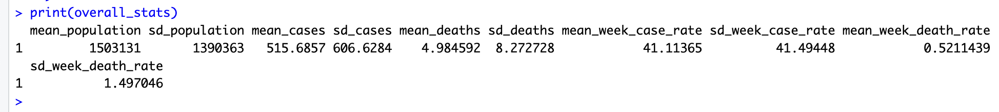 > print(overall_stats)
mean_population sd_population mean_cases sd_cases mean_deaths sd_deaths mean_week_case_rate sd_week_case_rate mean_week_death_rate
1 1503131 1390363 515.6857 606.6284 4.984592 8.272728 41.11365 41.49448 0.5211439
sd_week_death_rate
1 1.497046
>